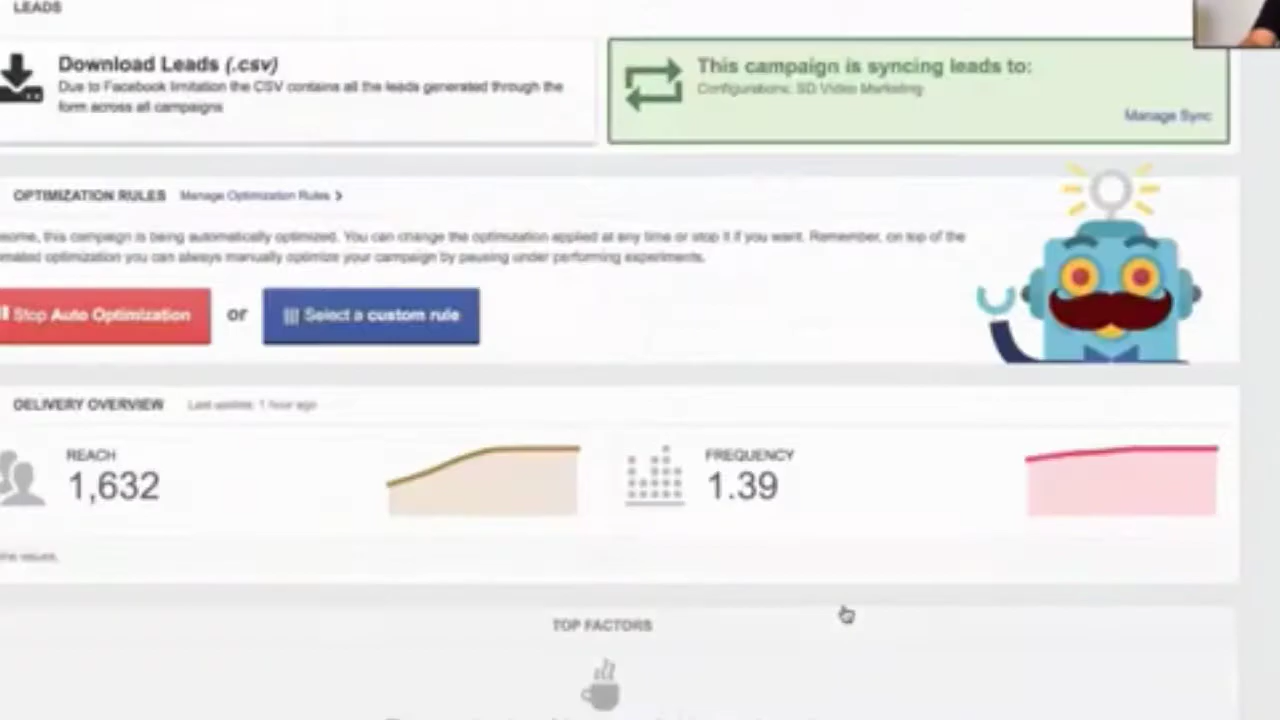 LEADS
Download Leads (.csv)
Due to Facebook limitation the CSV contains all the leads generated through the
form across all campaigns
This campaign is syncing leads to:
Configurations: SD Video Marketing
Manage Sync
OPTIMIZATION RULES Manage Optimization Rules >
this campaign is being automatically optimized. You can change the optimization applied at any time or stop it if you want. Remember, on top of the
optimization you can always manually optimize your campaign by pausing under performing experiments.
Stop Auto Optimization or Select a custom rule
DELIVERY OVERVIEW Last update: 1 hour ago
REACH
1,632
FREQUENCY
1.39
TOP FACTORS